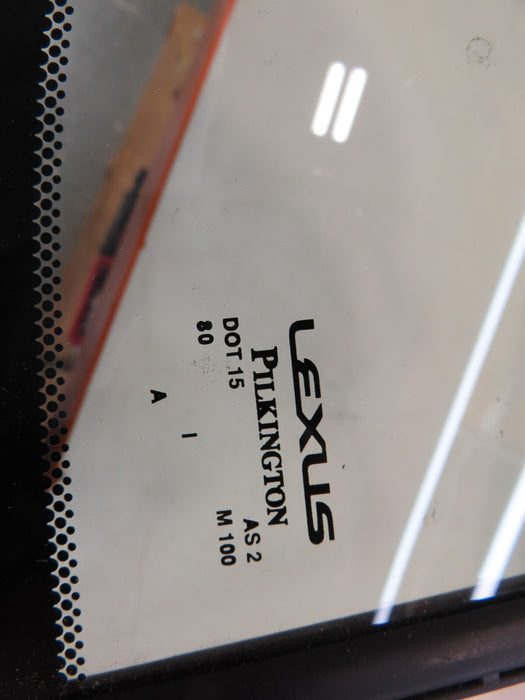 LEXUS
PILKINGTON
DOT 15 AS 2
80 M 100
I
A